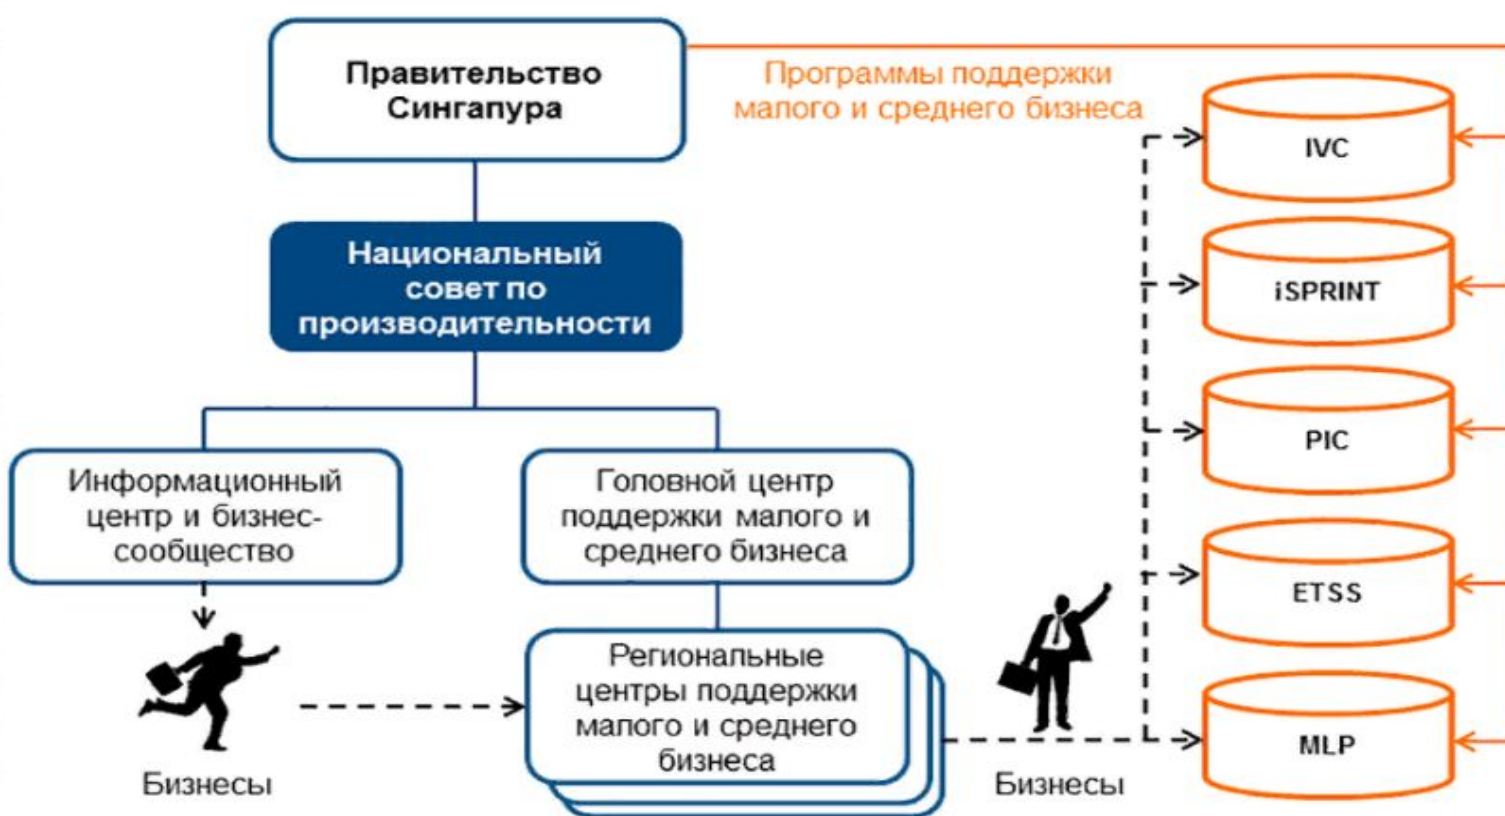 Правительство
Сингапура
Программы поддержки
малого и среднего бизнеса
IVC
Национальный
совет по
производительности
iSPRINT
PIC
Информационный
центр и бизнес-
сообщество
Головной центр
поддержки малого и
среднего бизнеса
ETSS
Региональные
центры поддержки
малого и среднего
бизнеса
MLP
Бизнесы
Бизнесы